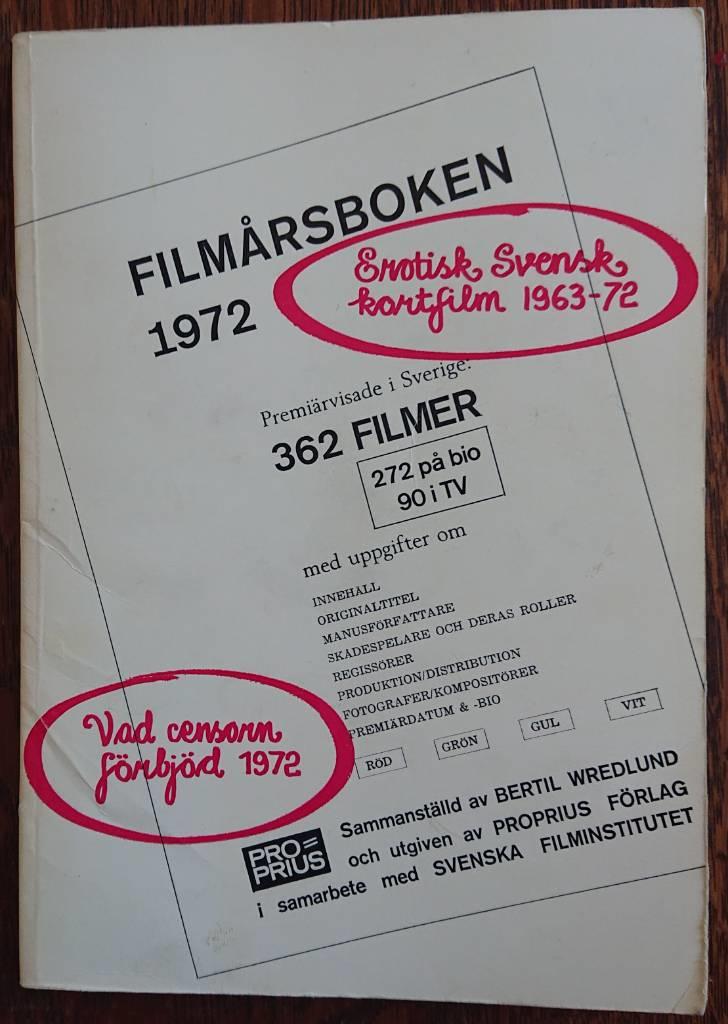 FILMÅRSBOKEN
1972
Erotisk Svensk
kortfilm 1963-72
Premiärvisade i Sverige:
362 FILMER
272 på bio
90 i TV
med uppgifter om
INNEHÅLL
ORIGINALTITEL
MANUSFÖRFATTARE
SKÅDESPELARE OCH DERAS ROLLER
REGISSÖRER
PRODUKTION/DISTRIBUTION
FOTOGRAFER/KOMPOSITÖRER
PREMIÄRDATUM & -BIO
RÖD GRÖN GUL VIT
Vad censorn
förbjöd 1972
PRO=
PRIUS
Sammanställd av BERTIL WREDLUND
och utgiven av PROPRIUS FÖRLAG
i samarbete med SVENSKA FILMINSTITUTET